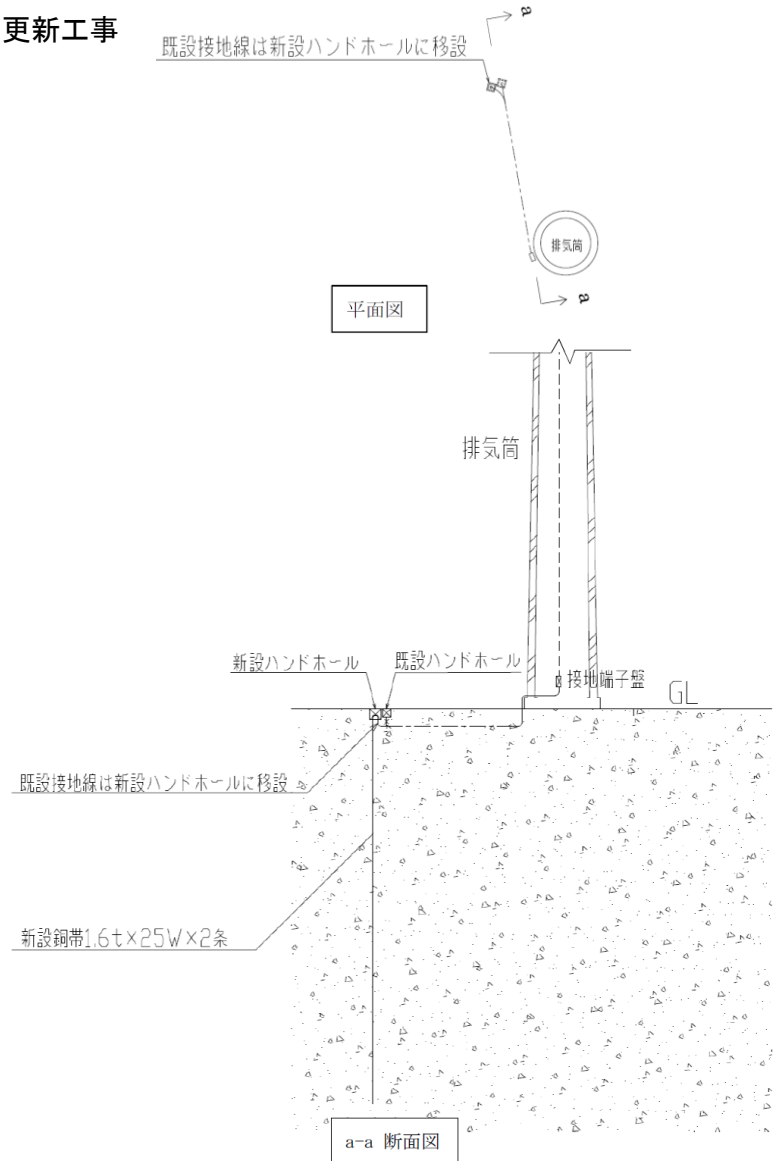 更新工事
既設接地線は新設ハンドホールに移設
a
排気筒
a
平面図
排気筒
新設ハンドホール
既設ハンドホール
接地端子盤
GL
既設接地線は新設ハンドホールに移設
新設銅帯1.6t×25W×2条
a-a 断面図